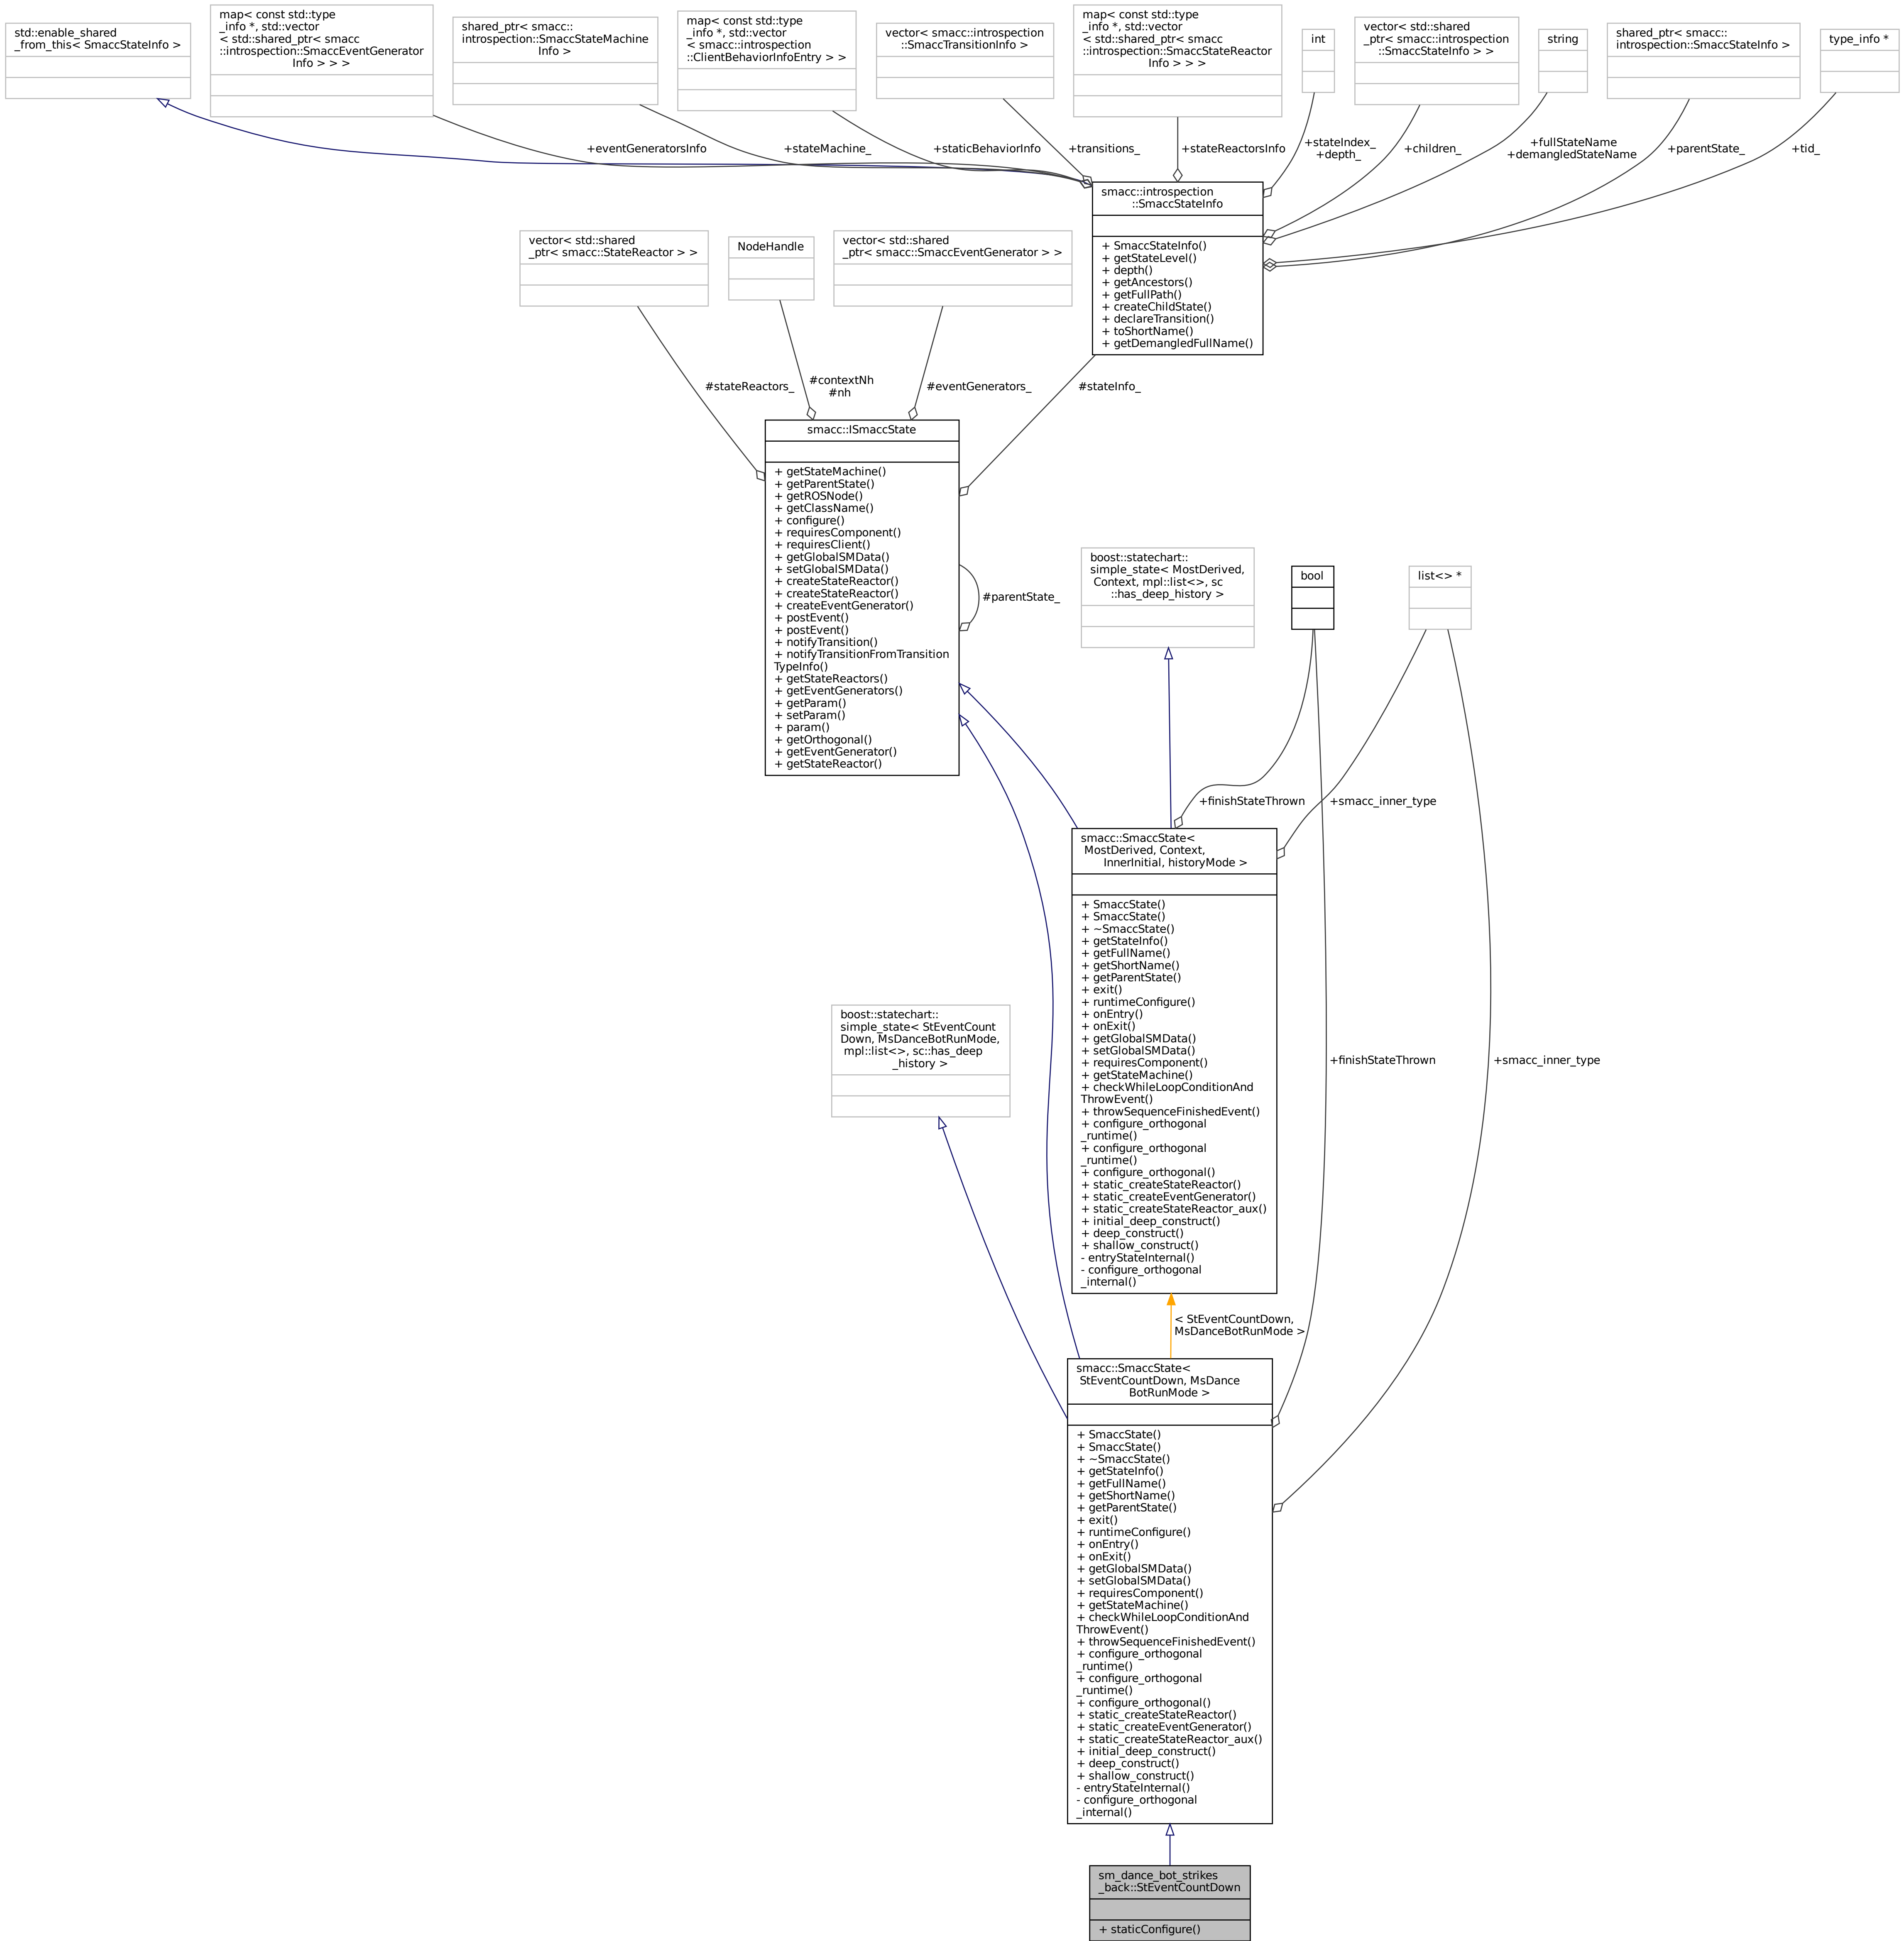 std::enable_shared
_from_this< SmaccStateInfo >
map< const std::type
_info *, std::vector
< std::shared_ptr< smacc
::introspection::SmaccEventGenerator
Info > > >
shared_ptr< smacc::
introspection::SmaccStateMachine
Info >
map< const std::type
_info *, std::vector
< smacc::introspection
::ClientBehaviorInfoEntry > >
vector< smacc::introspection
::SmaccTransitionInfo >
map< const std::type
_info *, std::vector
< std::shared_ptr< smacc
::introspection::SmaccStateReactor
Info > > >
int
vector< std::shared
_ptr< smacc::introspection
::SmaccStateInfo > >
string
shared_ptr< smacc::
introspection::SmaccStateInfo >
type_info *
+eventGeneratorsInfo
+stateMachine_
+staticBehaviorInfo
+transitions_
+stateReactorsInfo
+stateIndex_
+depth_
+children_
+fullStateName
+demangledStateName
+parentState_
+tid_
smacc::introspection
::SmaccStateInfo
+ SmaccStateInfo()
+ getStateLevel()
+ depth()
+ getAncestors()
+ getFullPath()
+ createChildState()
+ declareTransition()
+ toShortName()
+ getDemangledFullName()
vector< std::shared
_ptr< smacc::StateReactor > >
NodeHandle
vector< std::shared
_ptr< smacc::SmaccEventGenerator > >
#stateReactors_
#contextNh
#nh
#eventGenerators_
#stateInfo_
smacc::ISmaccState
+ getStateMachine()
+ getParentState()
+ getROSNode()
+ getClassName()
+ configure()
+ requiresComponent()
+ requiresClient()
+ getGlobalSMData()
+ setGlobalSMData()
+ createStateReactor()
+ createStateReactor()
+ createEventGenerator()
+ postEvent()
+ postEvent()
+ notifyTransition()
+ notifyTransitionFromTransition
TypeInfo()
+ getStateReactors()
+ getEventGenerators()
+ getParam()
+ setParam()
+ param()
+ getOrthogonal()
+ getEventGenerator()
+ getStateReactor()
#parentState_
boost::statechart::
simple_state< MostDerived,
Context, mpl::list<>, sc
::has_deep_history >
bool
list<> *
+finishStateThrown
+smacc_inner_type
smacc::SmaccState<
MostDerived, Context,
InnerInitial, historyMode >
+ SmaccState()
+ SmaccState()
+ ~SmaccState()
+ getStateInfo()
+ getFullName()
+ getShortName()
+ getParentState()
+ exit()
+ runtimeConfigure()
+ onEntry()
+ onExit()
+ getGlobalSMData()
+ setGlobalSMData()
+ requiresComponent()
+ getStateMachine()
+ checkWhileLoopConditionAnd
ThrowEvent()
+ throwSequenceFinishedEvent()
+ configure_orthogonal
_runtime()
+ configure_orthogonal
_runtime()
+ configure_orthogonal()
+ static_createStateReactor()
+ static_createEventGenerator()
+ static_createStateReactor_aux()
+ initial_deep_construct()
+ deep_construct()
+ shallow_construct()
- entryStateInternal()
- configure_orthogonal
_internal()
boost::statechart::
simple_state< StEventCount
Down, MsDanceBotRunMode,
mpl::list<>, sc::has_deep
_history >
+finishStateThrown
+smacc_inner_type
< StEventCountDown,
MsDanceBotRunMode >
smacc::SmaccState<
StEventCountDown, MsDance
BotRunMode >
+ SmaccState()
+ SmaccState()
+ ~SmaccState()
+ getStateInfo()
+ getFullName()
+ getShortName()
+ getParentState()
+ exit()
+ runtimeConfigure()
+ onEntry()
+ onExit()
+ getGlobalSMData()
+ setGlobalSMData()
+ requiresComponent()
+ getStateMachine()
+ checkWhileLoopConditionAnd
ThrowEvent()
+ throwSequenceFinishedEvent()
+ configure_orthogonal
_runtime()
+ configure_orthogonal
_runtime()
+ configure_orthogonal()
+ static_createStateReactor()
+ static_createEventGenerator()
+ static_createStateReactor_aux()
+ initial_deep_construct()
+ deep_construct()
+ shallow_construct()
- entryStateInternal()
- configure_orthogonal
_internal()
sm_dance_bot_strikes
_back::StEventCountDown
+ staticConfigure()